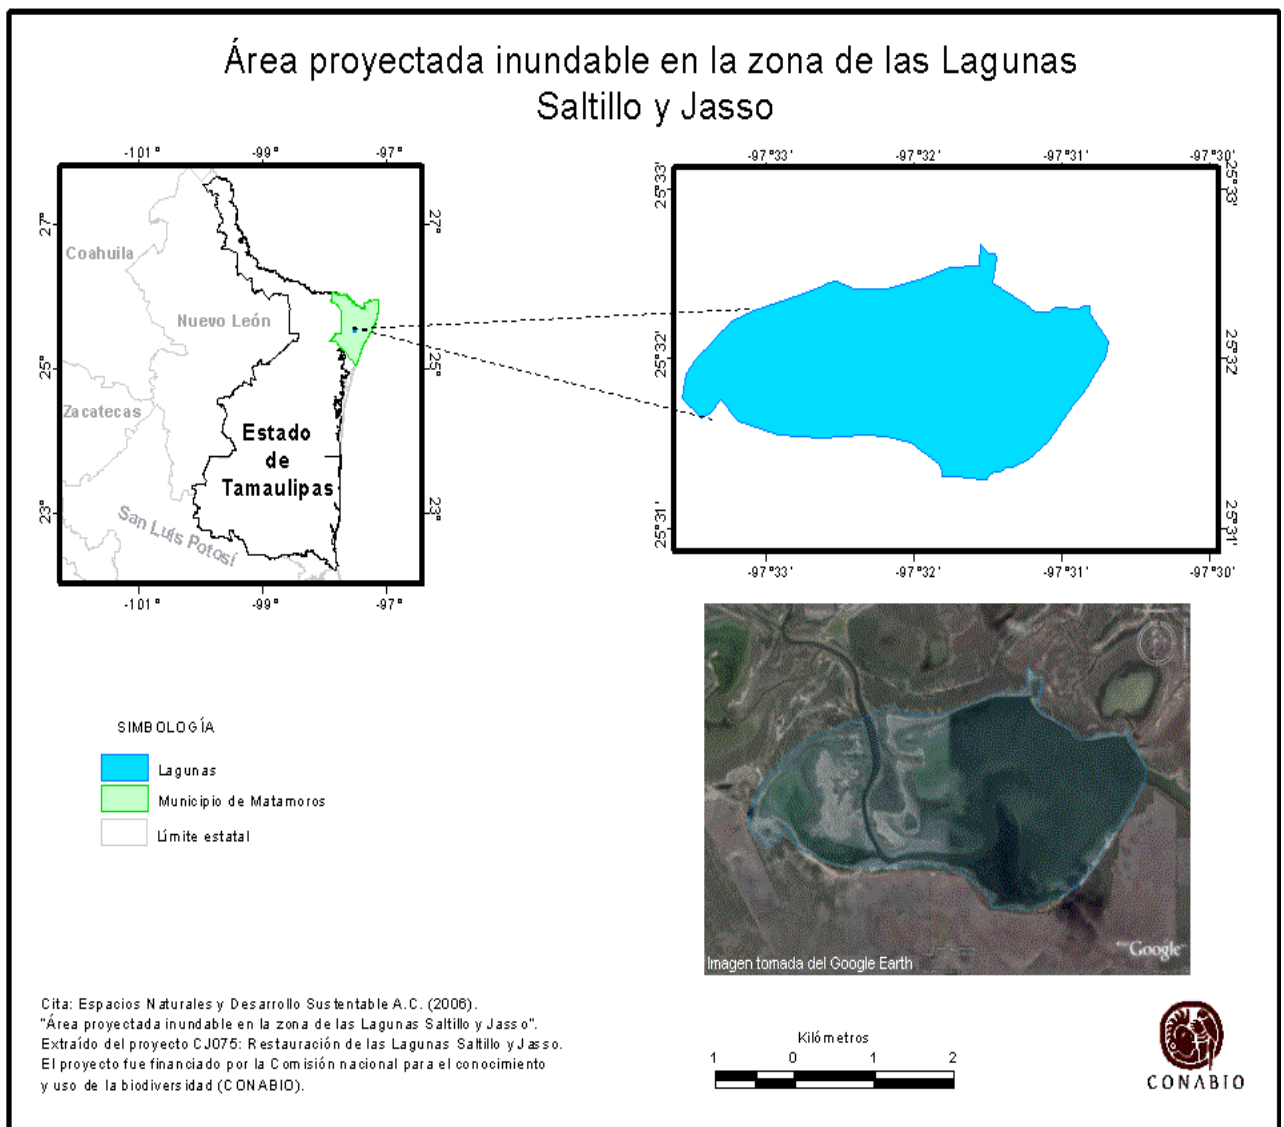 Área proyectada inundable en la zona de las Lagunas
Saltillo y Jasso
-101°
-99°
-97°
27°
25°
23°
27°
25°
23°
-101°
-99°
-97°
Coahuila
Nuevo León
Zacatecas
San Luis Potosí
Estado
de
Tamaulipas
-97°33'
-97°32'
-97°31'
-97°30'
25°33'
25°32'
25°31'
25°33'
25°32'
25°31'
-97°33'
-97°32'
-97°31'
-97°30'
SIMBOLOGÍA
Lagunas
Municipio de Matamoros
Límite estatal
Google
Imagen tomada del Google Earth
Cita: Espacios Naturales y Desarrollo Sustentable A.C. (2006).
"Área proyectada inundable en la zona de las Lagunas Saltillo y Jasso".
Extraído del proyecto CJ075: Restauración de las Lagunas Saltillo y Jasso.
El proyecto fue financiado por la Comisión nacional para el conocimiento
y uso de la biodiversidad (CONABIO).
Kilómetros
1 0 1 2
CONABIO